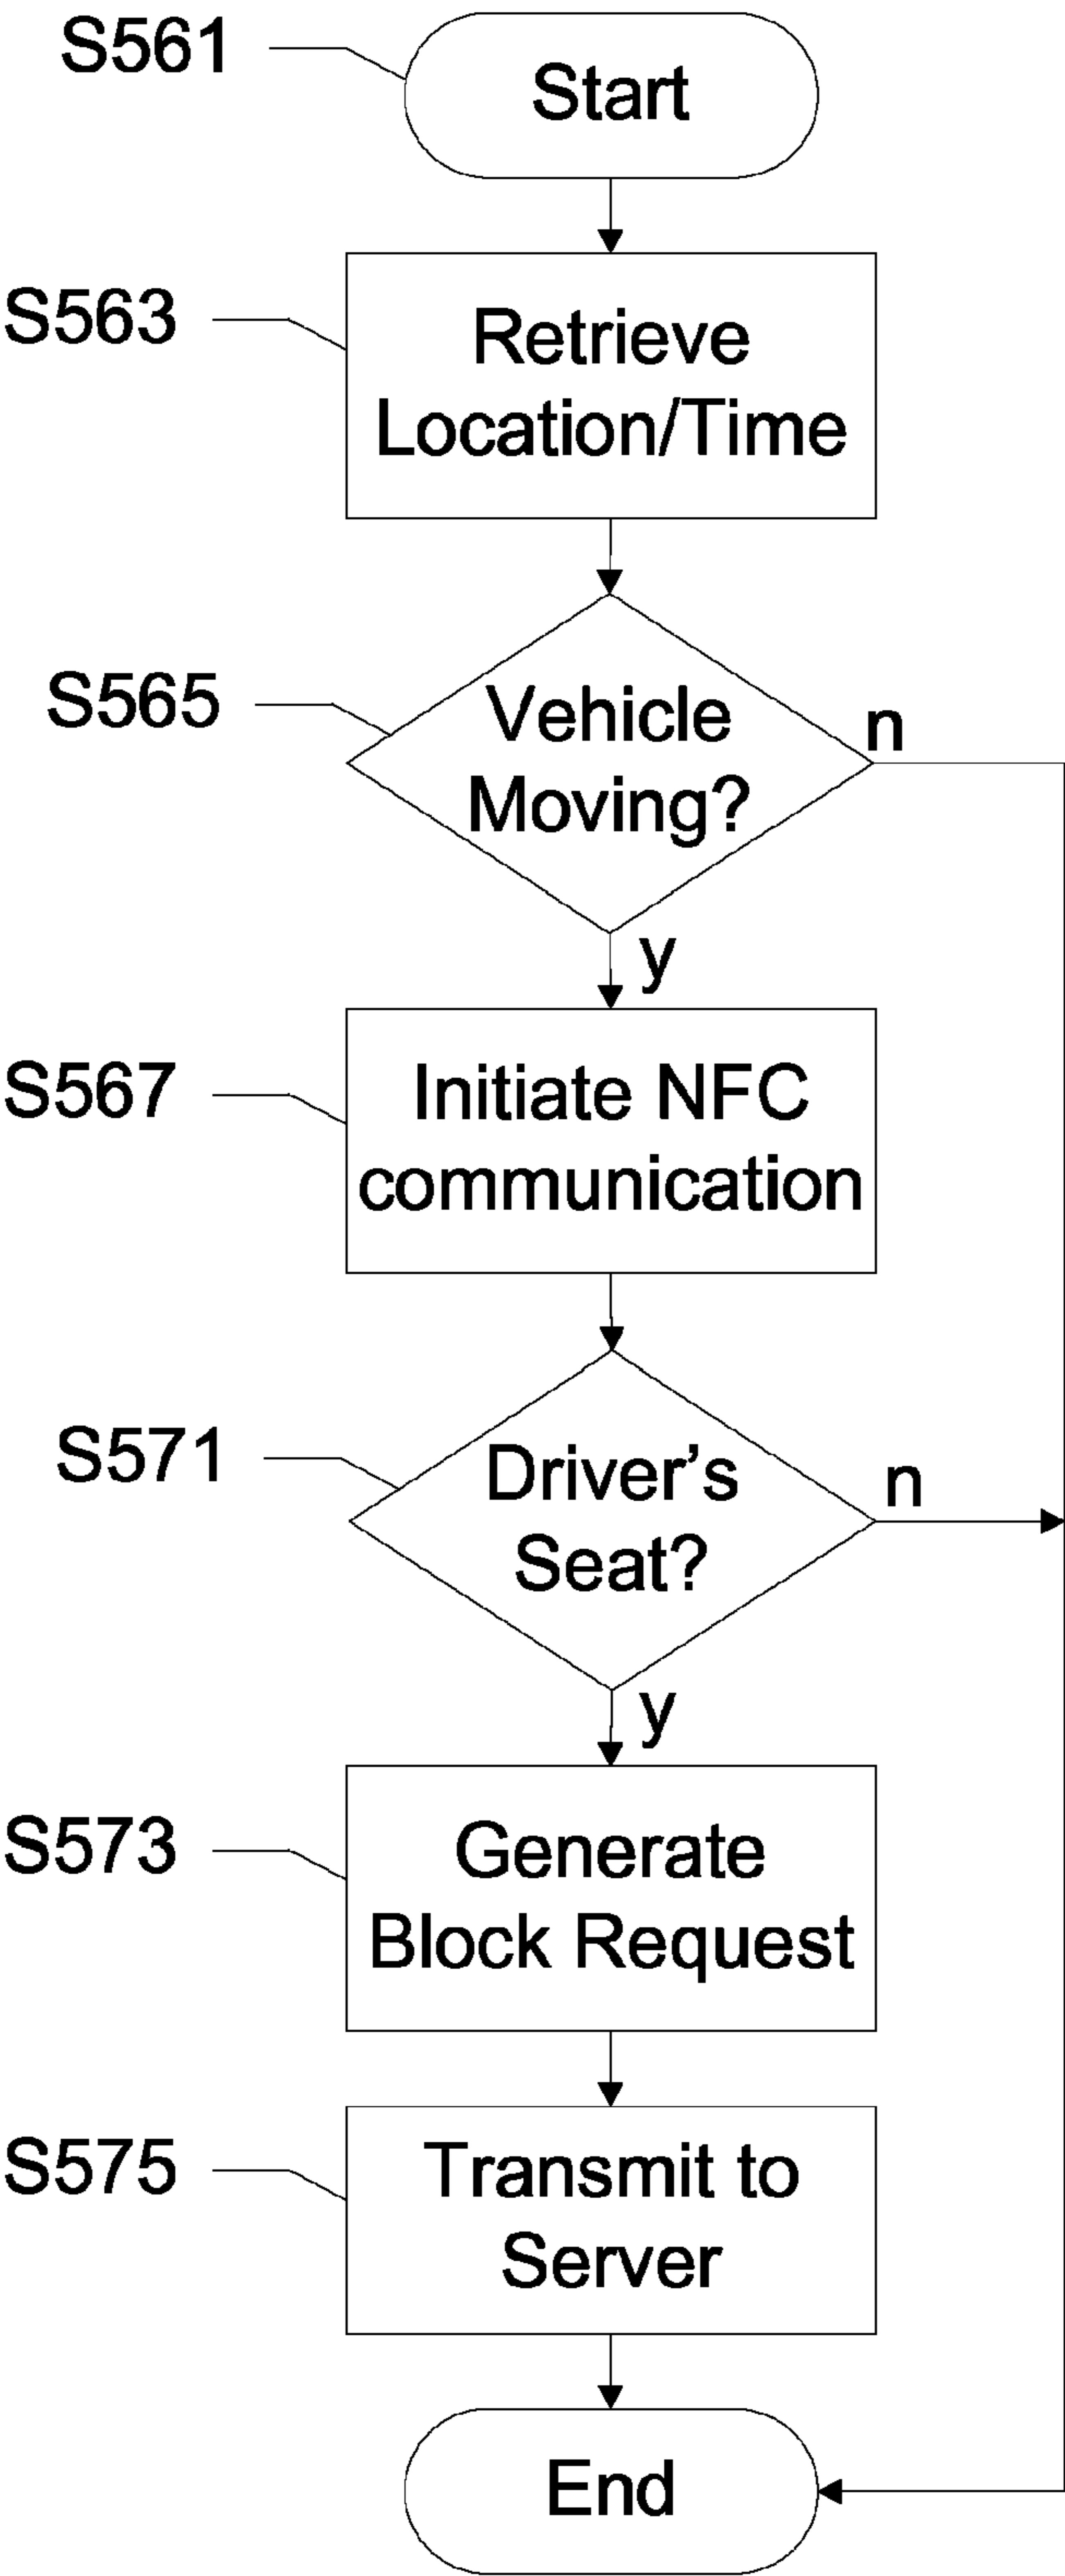 S561
Start
S563
Retrieve
Location/Time
S565
Vehicle
Moving?
n
y
S567
Initiate NFC
communication
S571
Driver’s
Seat?
n
y
S573
Generate
Block Request
S575
Transmit to
Server
End